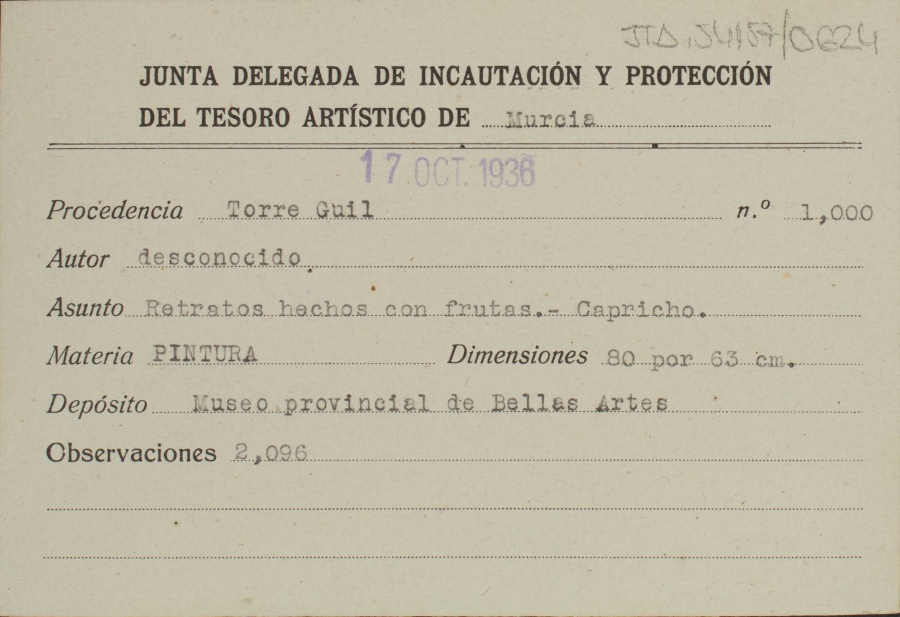 JTD, 54157/0624
JUNTA DELEGADA DE INCAUTACIÓN Y PROTECCIÓN
DEL TESORO ARTÍSTICO DE Murcia
17 OCT. 1936
Procedencia Torre Guil n.º 1,000
Autor desconocido.
Asunto Retratos hechos con frutas.- Capricho.
Materia PINTURA Dimensiones 80 por 63 cm.
Depósito Museo provincial de Bellas Artes
Observaciones 2,096